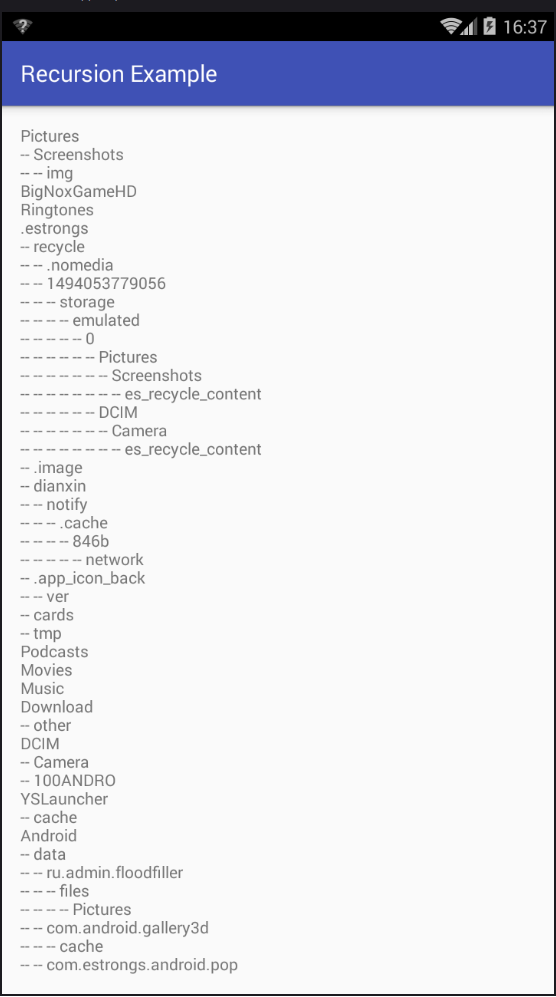 16:37
Recursion Example
Pictures
-- Screenshots
-- -- img
BigNoxGameHD
Ringtones
.estrongs
-- recycle
-- -- .nomedia
-- -- 1494053779056
-- -- -- storage
-- -- -- -- emulated
-- -- -- -- -- 0
-- -- -- -- -- -- Pictures
-- -- -- -- -- -- -- Screenshots
-- -- -- -- -- -- -- -- es_recycle_content
-- -- -- -- -- -- DCIM
-- -- -- -- -- -- -- Camera
-- -- -- -- -- -- -- -- es_recycle_content
-- .image
-- dianxin
-- -- notify
-- -- -- .cache
-- -- -- -- 846b
-- -- -- -- -- network
-- .app_icon_back
-- -- ver
-- cards
-- tmp
Podcasts
Movies
Music
Download
-- other
DCIM
-- Camera
-- 100ANDRO
YSLauncher
-- cache
Android
-- data
-- -- ru.admin.floodfiller
-- -- -- files
-- -- -- -- Pictures
-- -- com.android.gallery3d
-- -- -- cache
-- -- com.estrongs.android.pop